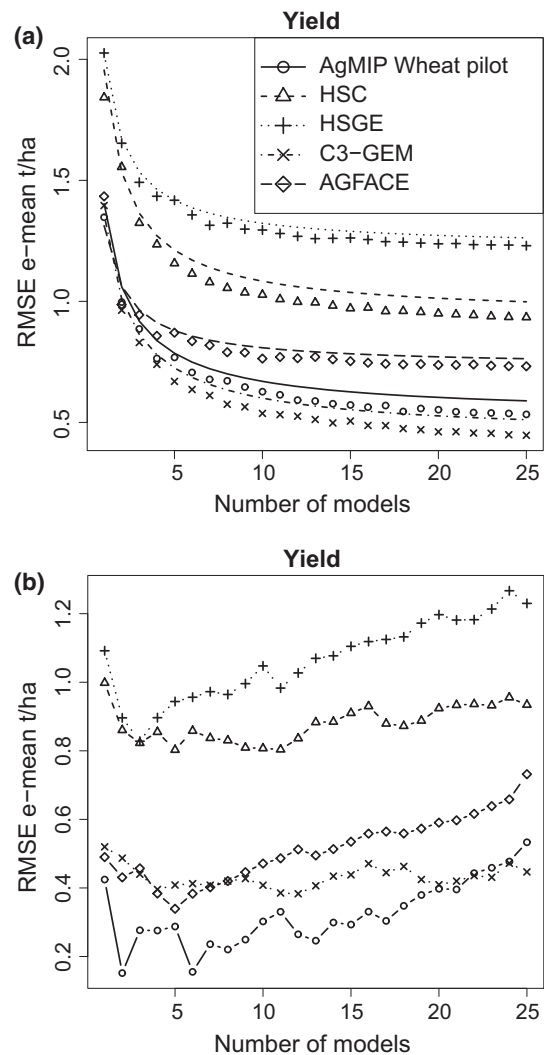 Yield
(a)
AgMIP Wheat pilot
HSC
HSGE
C3−GEM
AGFACE
RMSE e−mean t/ha
2.0
1.5
1.0
0.5
5 10 15 20 25
Number of models
Yield
(b)
RMSE e−mean t/ha
1.2
1.0
0.8
0.6
0.4
0.2
5 10 15 20 25
Number of models